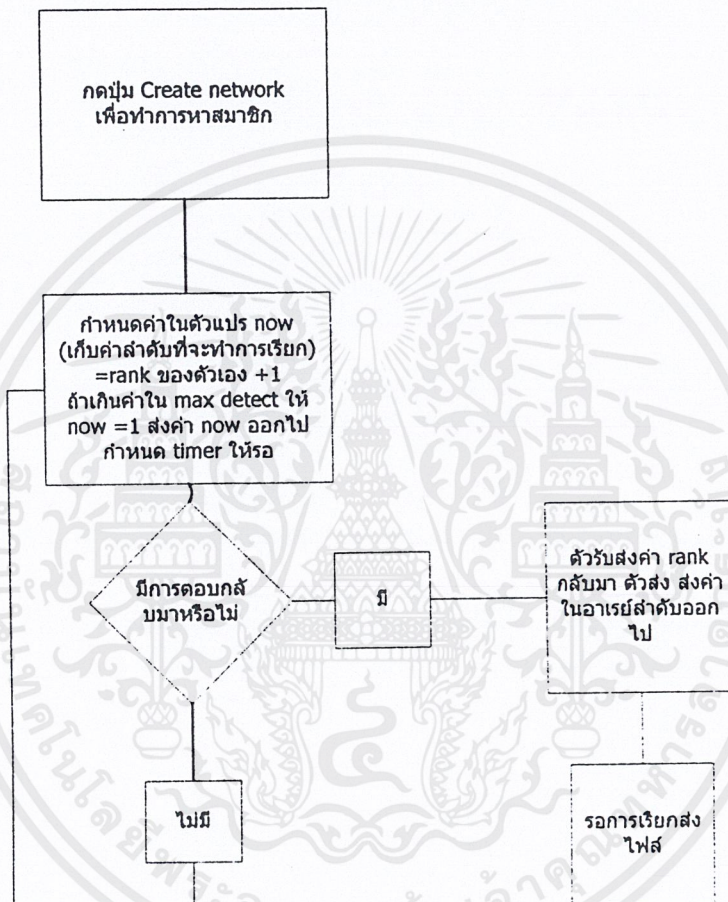 กดปุ่ม Create network
เพื่อทำการหาสมาชิก
กำหนดค่าในตัวแปร now
(เก็บค่าลำดับที่จะทำการเรียก)
=rank ของตัวเอง +1
ถ้าเกินค่าใน max detect ให้
now =1 ส่งค่า now ออกไป
กำหนด timer ให้รอ
มีการตอบกลั
บมาหรือไม่
มี
ตัวรับส่งค่า rank
กลับมา ตัวส่ง ส่งค่า
ในอาเรย์ลำดับออก
ไป
ไม่มี
รอการเรียกส่ง
ไฟล์